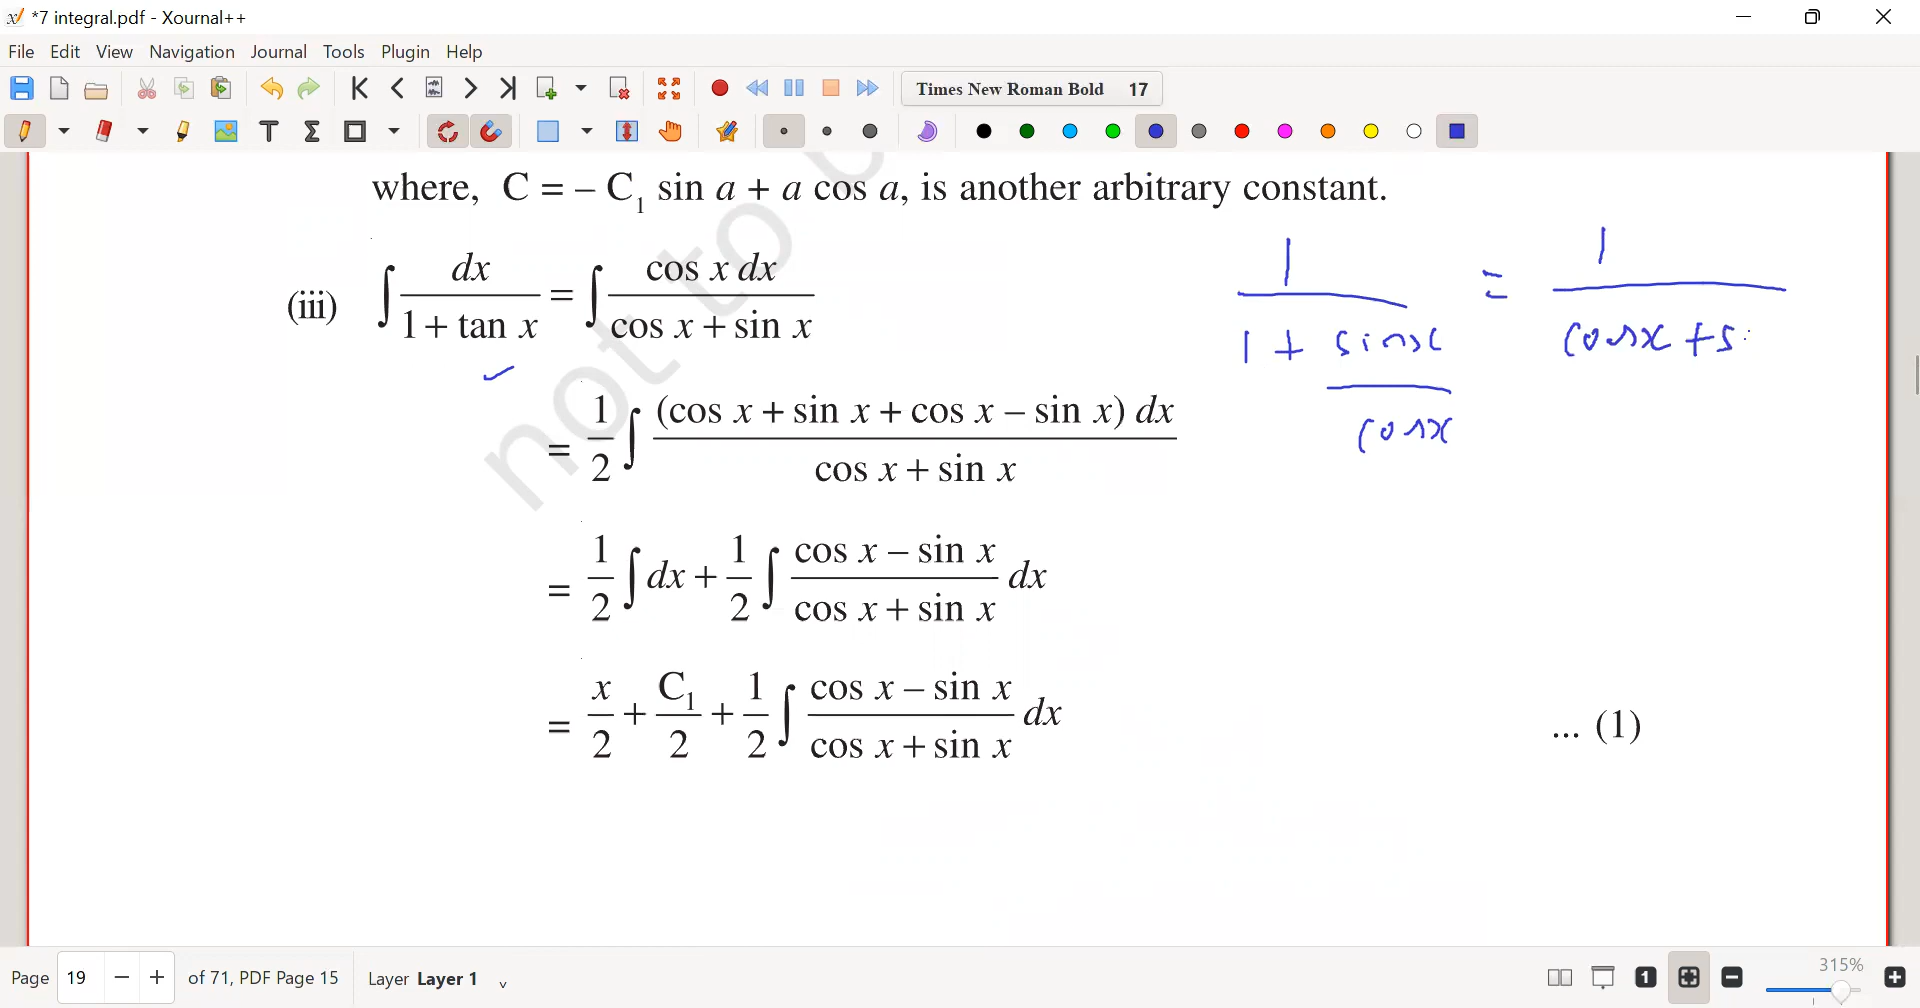 *7 integral.pdf - Xournal++
File Edit View Navigation Journal Tools Plugin Help
Times New Roman Bold 17
where, C = – C₁ sin a + a cos a, is another arbitrary constant.
(iii) ∫ dx / (1 + tan x) = ∫ cos x dx / (cos x + sin x)
1 / (1 + sinx / cosx) = 1 / (cosx + s
= 1/2 ∫ (cos x + sin x + cos x – sin x) dx / (cos x + sin x)
= 1/2 ∫ dx + 1/2 ∫ (cos x – sin x) / (cos x + sin x) dx
= x/2 + C₁/2 + 1/2 ∫ (cos x – sin x) / (cos x + sin x) dx ... (1)
not to
Page 19 of 71, PDF Page 15 Layer Layer 1 1 315%